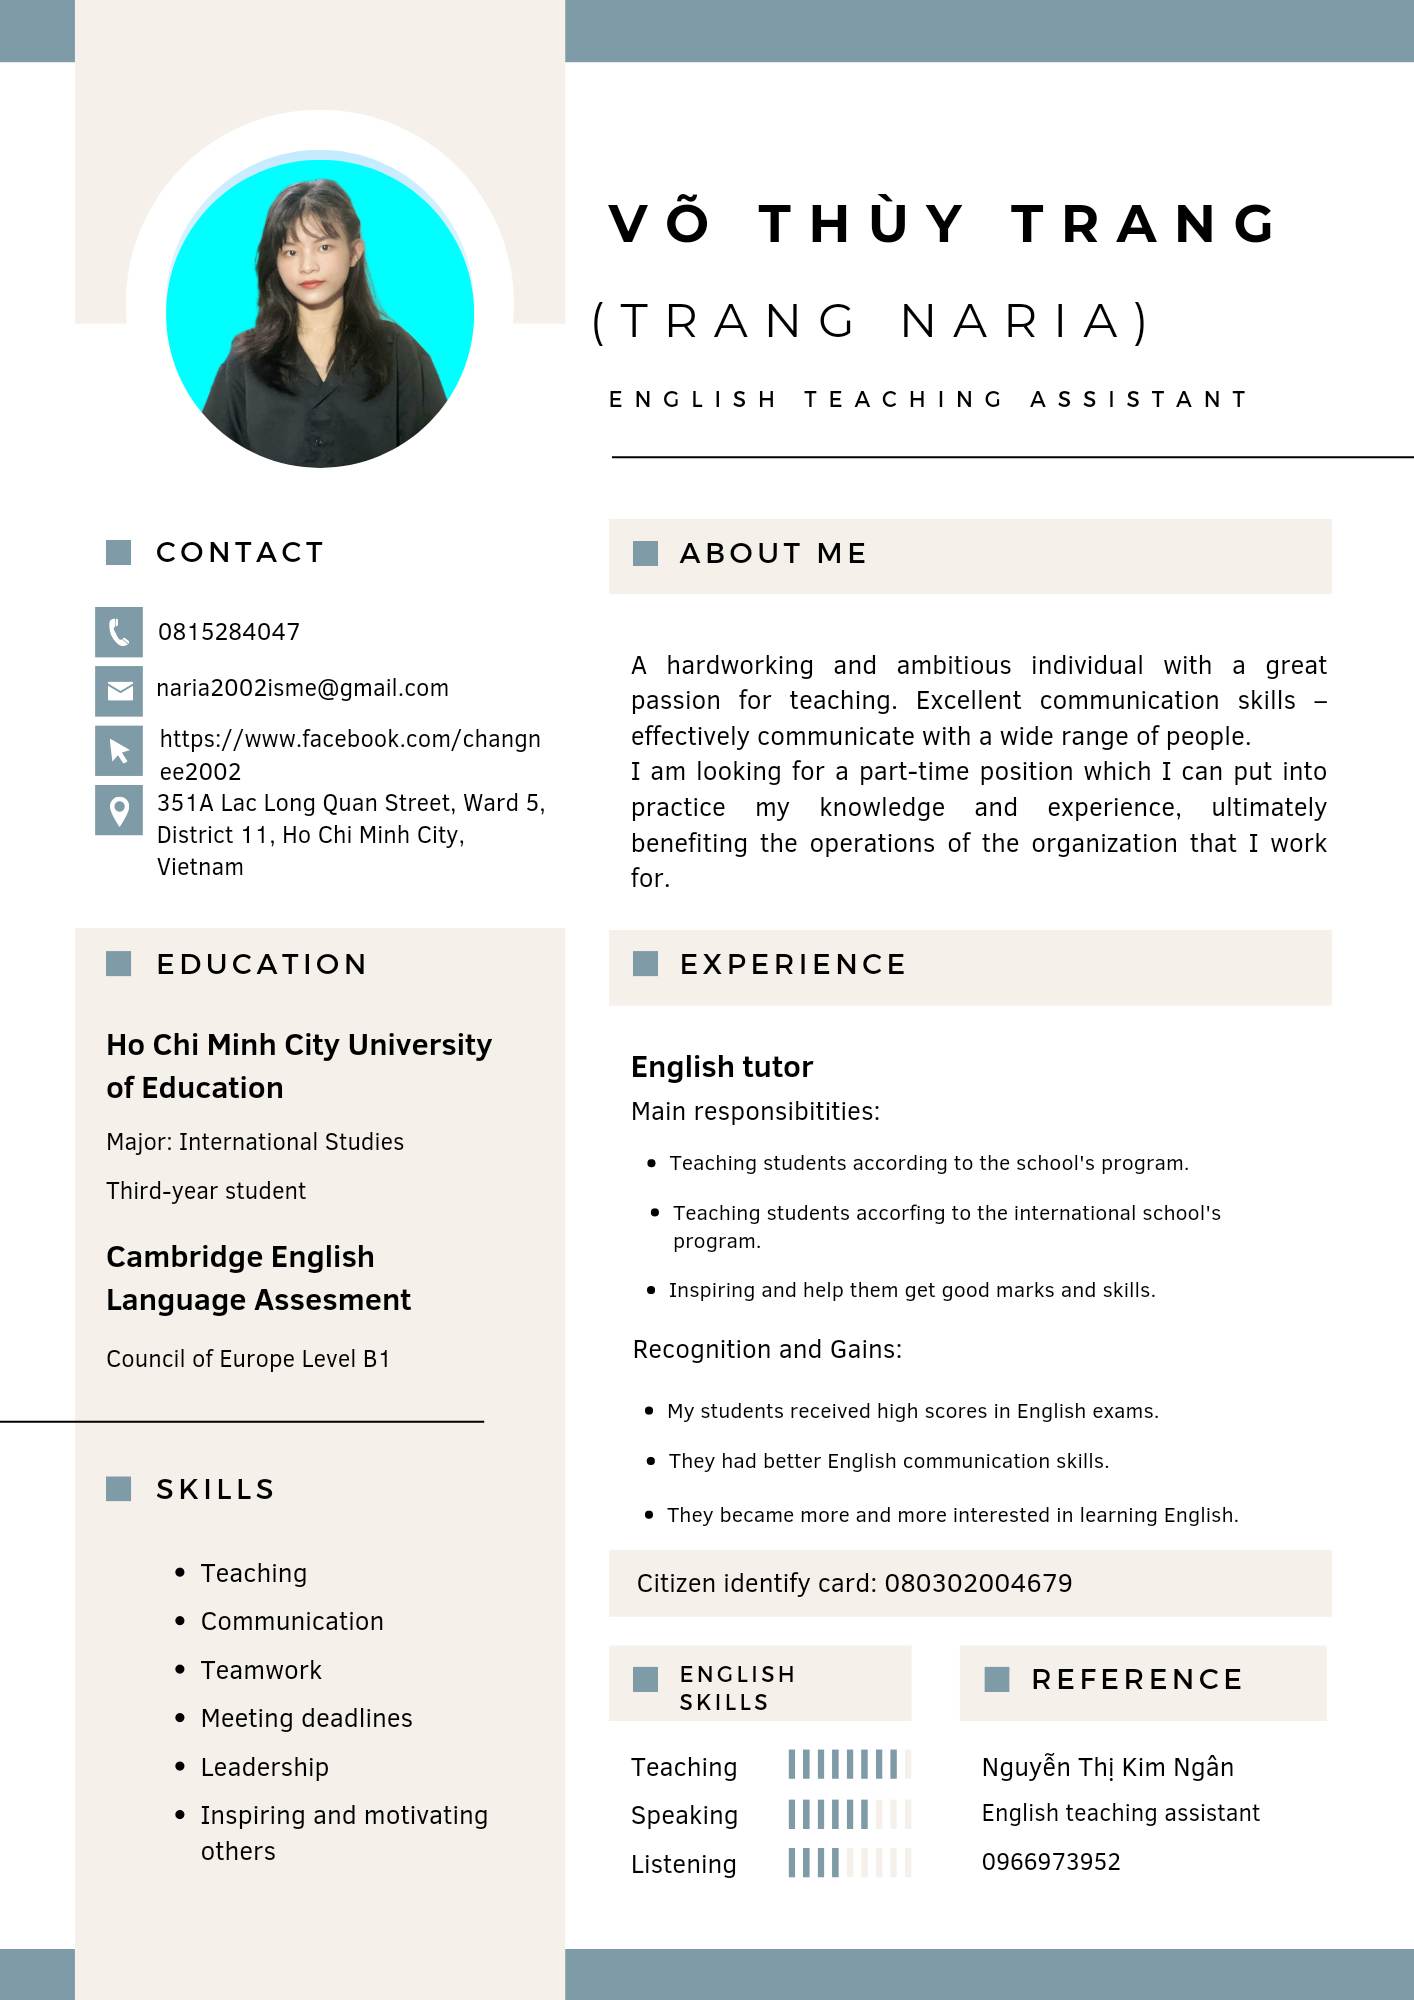 VÕ THÙY TRANG
(TRANG NARIA)
ENGLISH TEACHING ASSISTANT
CONTACT
0815284047
naria2002isme@gmail.com
https://www.facebook.com/changn
ee2002
351A Lac Long Quan Street, Ward 5,
District 11, Ho Chi Minh City,
Vietnam
EDUCATION
Ho Chi Minh City University
of Education
Major: International Studies
Third-year student
Cambridge English
Language Assesment
Council of Europe Level B1
SKILLS
• Teaching
• Communication
• Teamwork
• Meeting deadlines
• Leadership
• Inspiring and motivating
others
ABOUT ME
A hardworking and ambitious individual with a great
passion for teaching. Excellent communication skills –
effectively communicate with a wide range of people.
I am looking for a part-time position which I can put into
practice my knowledge and experience, ultimately
benefiting the operations of the organization that I work
for.
EXPERIENCE
English tutor
Main responsibitities:
• Teaching students according to the school's program.
• Teaching students accorfing to the international school's
program.
• Inspiring and help them get good marks and skills.
Recognition and Gains:
• My students received high scores in English exams.
• They had better English communication skills.
• They became more and more interested in learning English.
Citizen identify card: 080302004679
ENGLISH
SKILLS
Teaching
Speaking
Listening
REFERENCE
Nguyễn Thị Kim Ngân
English teaching assistant
0966973952